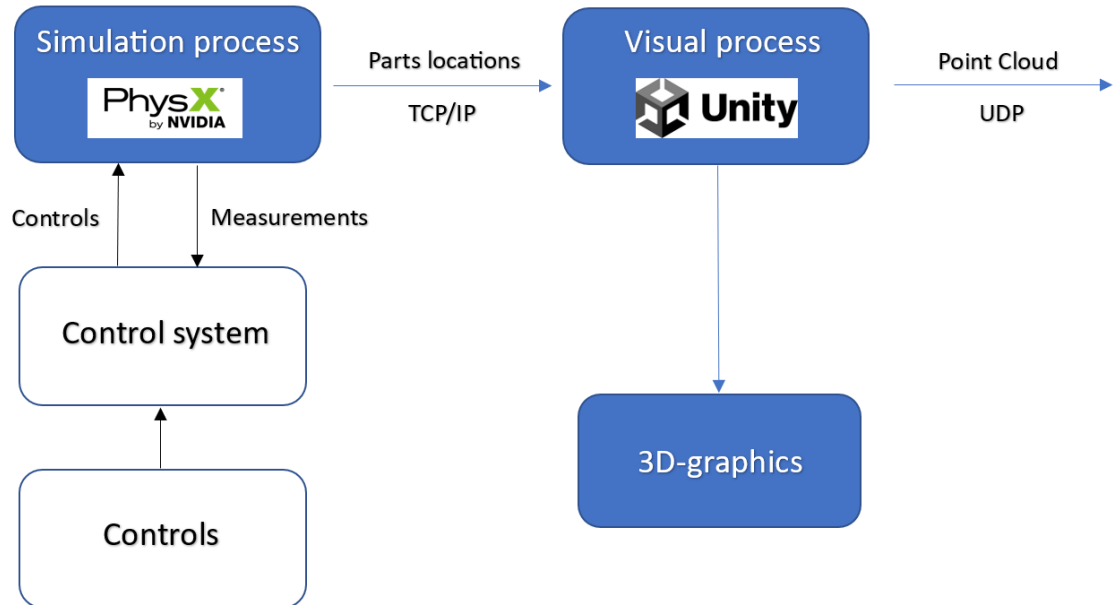 Simulation process
PhysX
by NVIDIA
Parts locations
TCP/IP
Visual process
Unity
Point Cloud
UDP
Controls
Measurements
Control system
3D-graphics
Controls